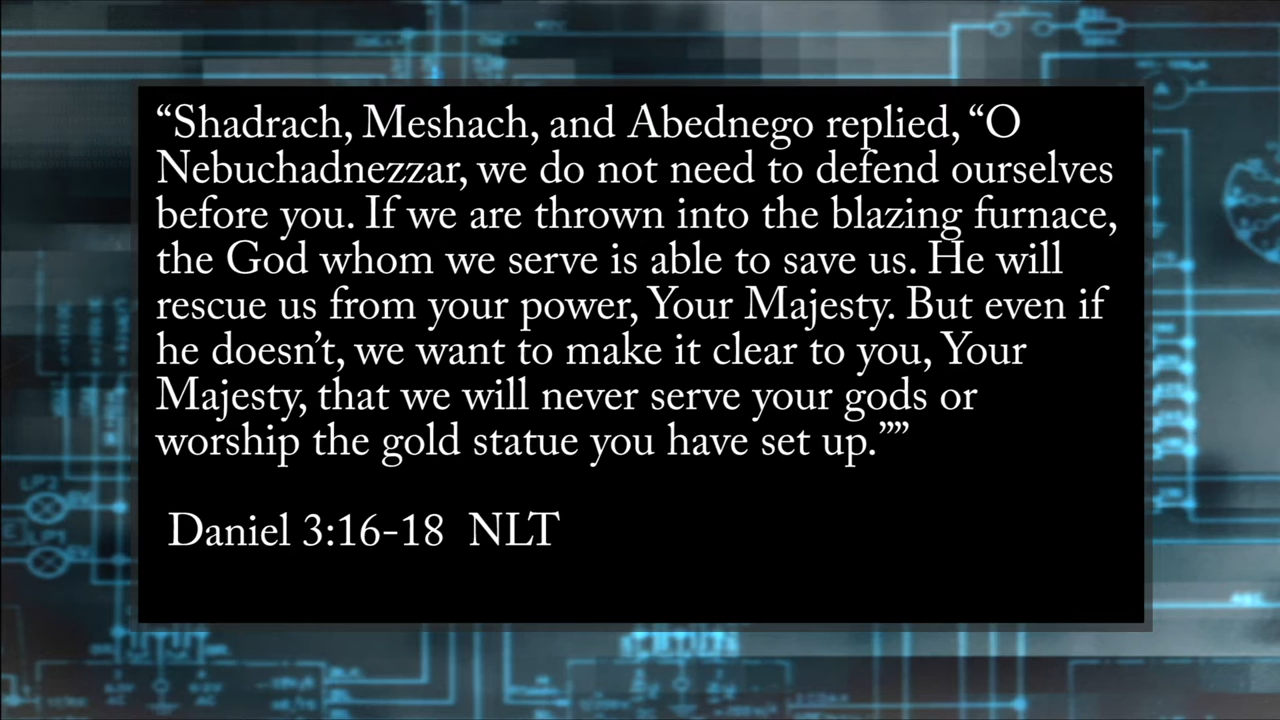 “Shadrach, Meshach, and Abednego replied, “O
Nebuchadnezzar, we do not need to defend ourselves
before you. If we are thrown into the blazing furnace,
the God whom we serve is able to save us. He will
rescue us from your power, Your Majesty. But even if
he doesn’t, we want to make it clear to you, Your
Majesty, that we will never serve your gods or
worship the gold statue you have set up.””
Daniel 3:16-18 NLT
LP2
LP1